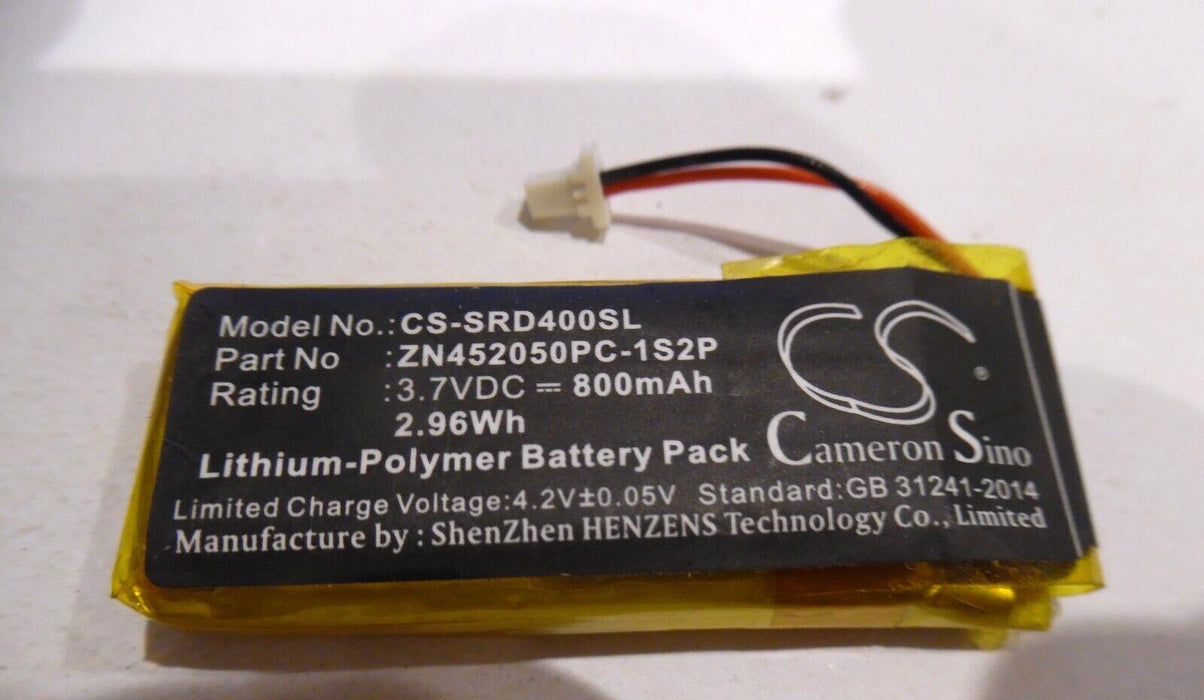 Model No.:CS-SRD400SL
Part No :ZN452050PC-1S2P
Rating :3.7VDC ⎓ 800mAh
2.96Wh
Lithium-Polymer Battery Pack
Limited Charge Voltage:4.2V±0.05V Standard:GB 31241-2014
Manufacture by : ShenZhen HENZENS Technology Co., Limited
CS ®
Cameron Sino